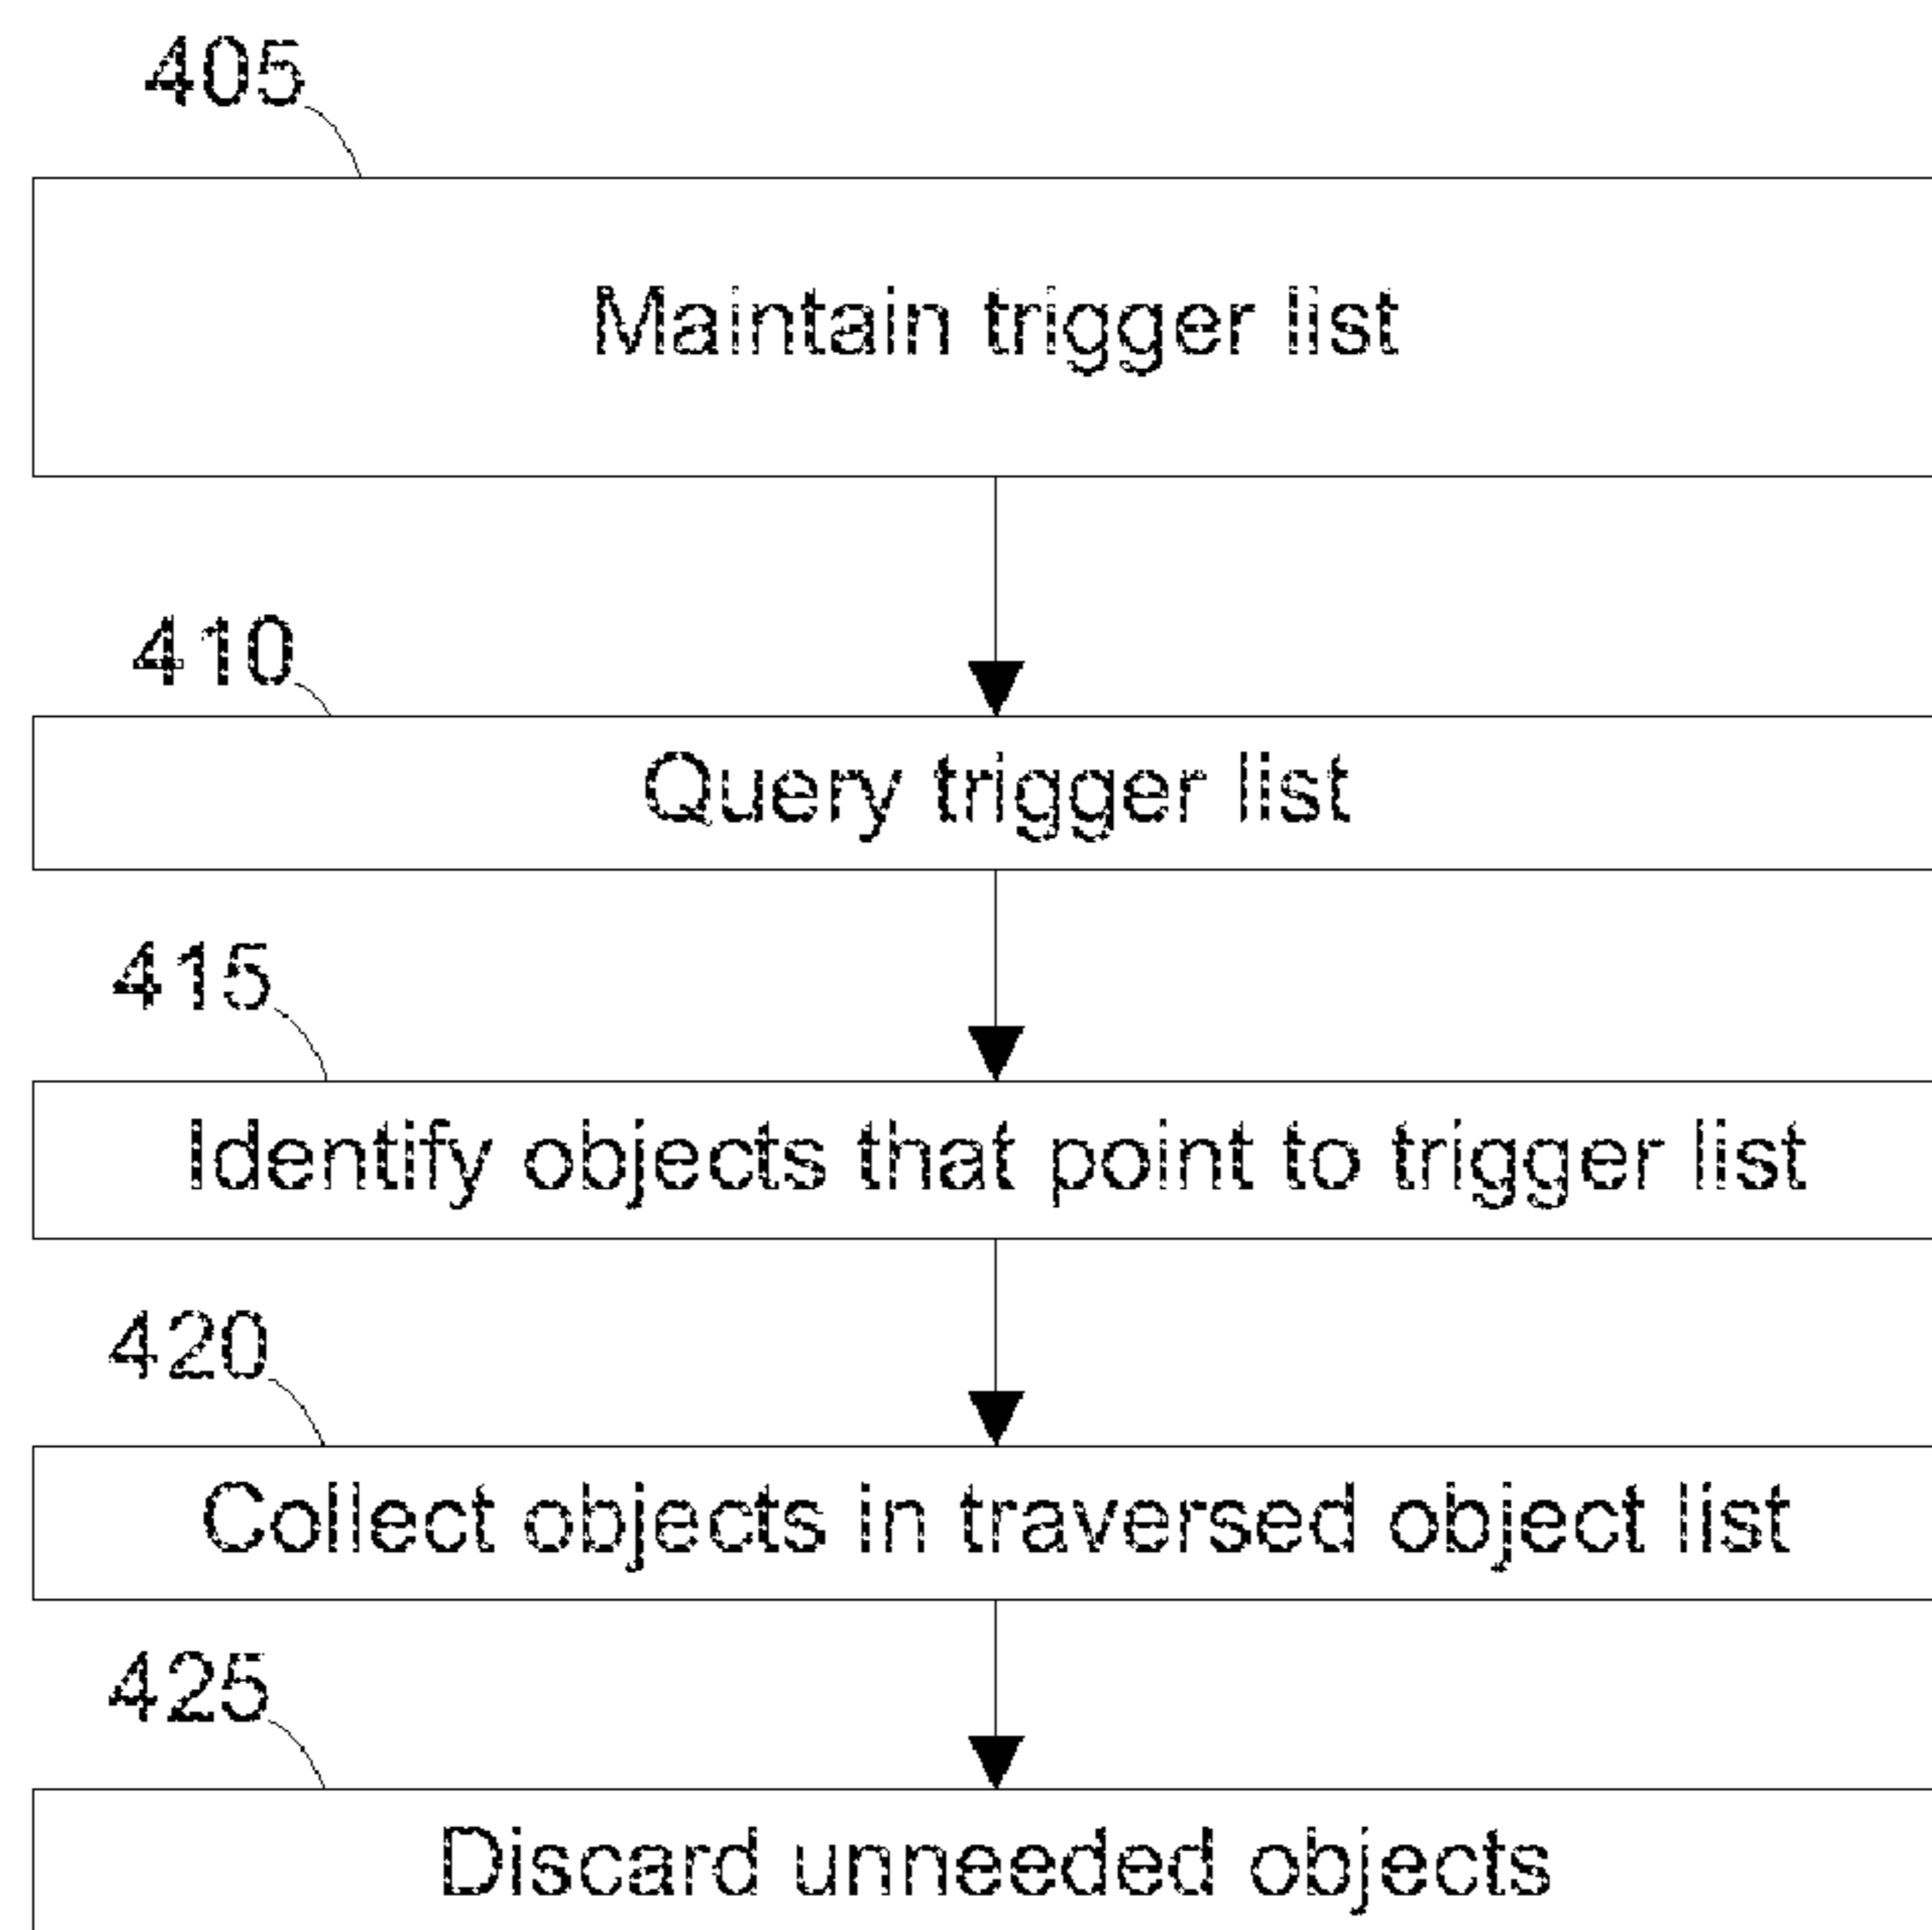 405
Maintain trigger list
410
Query trigger list
415
Identify objects that point to trigger list
420
Collect objects in traversed object list
425
Discard unneeded objects